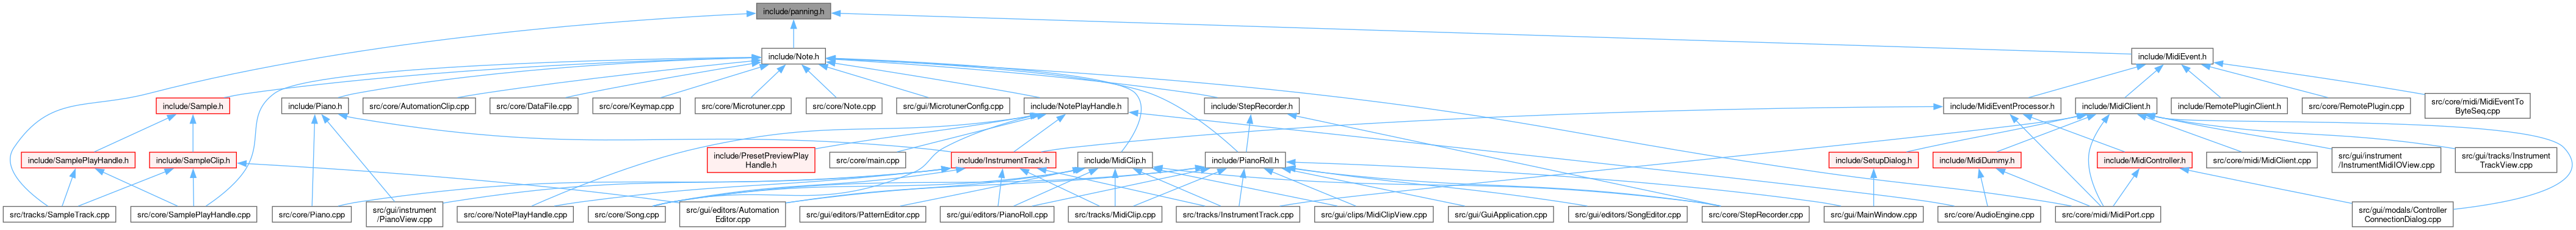 include/panning.h
include/Note.h
include/MidiEvent.h
include/Sample.h
include/Piano.h
src/core/AutomationClip.cpp
src/core/DataFile.cpp
src/core/Keymap.cpp
src/core/Microtuner.cpp
src/core/Note.cpp
src/gui/MicrotunerConfig.cpp
include/NotePlayHandle.h
include/StepRecorder.h
include/MidiEventProcessor.h
include/MidiClient.h
include/RemotePluginClient.h
src/core/RemotePlugin.cpp
src/core/midi/MidiEventTo
ByteSeq.cpp
include/SamplePlayHandle.h
include/SampleClip.h
include/PresetPreviewPlay
Handle.h
src/core/main.cpp
include/InstrumentTrack.h
include/MidiClip.h
include/PianoRoll.h
include/SetupDialog.h
include/MidiDummy.h
include/MidiController.h
src/core/midi/MidiClient.cpp
src/gui/instrument
/InstrumentMidiIOView.cpp
src/gui/tracks/Instrument
TrackView.cpp
src/tracks/SampleTrack.cpp
src/core/SamplePlayHandle.cpp
src/core/Piano.cpp
src/gui/instrument
/PianoView.cpp
src/core/NotePlayHandle.cpp
src/core/Song.cpp
src/gui/editors/Automation
Editor.cpp
src/gui/editors/PatternEditor.cpp
src/gui/editors/PianoRoll.cpp
src/tracks/MidiClip.cpp
src/tracks/InstrumentTrack.cpp
src/gui/clips/MidiClipView.cpp
src/gui/GuiApplication.cpp
src/gui/editors/SongEditor.cpp
src/core/StepRecorder.cpp
src/gui/MainWindow.cpp
src/core/AudioEngine.cpp
src/core/midi/MidiPort.cpp
src/gui/modals/Controller
ConnectionDialog.cpp